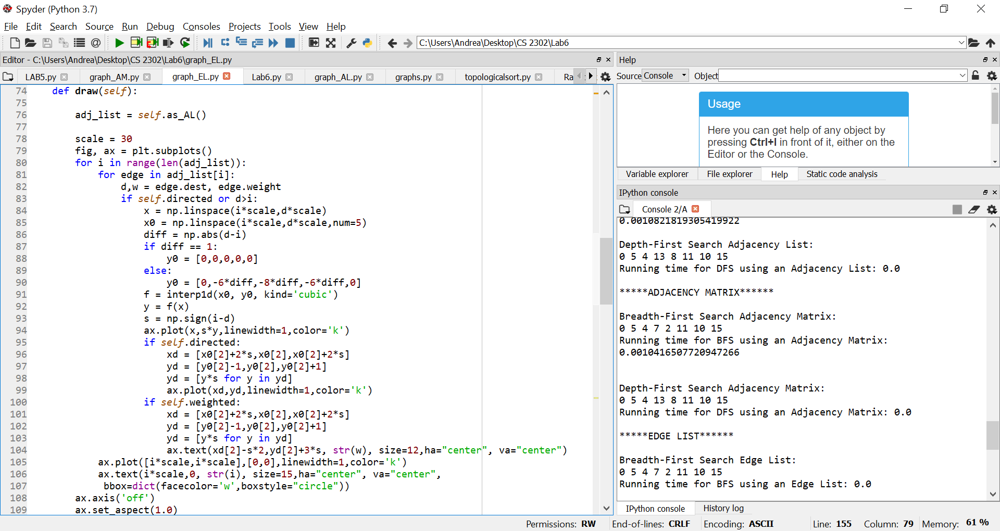 Spyder (Python 3.7)
File Edit Search Source Run Debug Consoles Projects Tools View Help
C:\Users\Andrea\Desktop\CS 2302\Lab6
Editor - C:\Users\Andrea\Desktop\CS 2302\Lab6\graph_EL.py
LAB5.py graph_AM.py graph_EL.py Lab6.py graph_AL.py graphs.py topologicalsort.py Ra
74 def draw(self):
75
76 adj_list = self.as_AL()
77
78 scale = 30
79 fig, ax = plt.subplots()
80 for i in range(len(adj_list)):
81 for edge in adj_list[i]:
82 d,w = edge.dest, edge.weight
83 if self.directed or d>i:
84 x = np.linspace(i*scale,d*scale)
85 x0 = np.linspace(i*scale,d*scale,num=5)
86 diff = np.abs(d-i)
87 if diff == 1:
88 y0 = [0,0,0,0,0]
89 else:
90 y0 = [0,-6*diff,-8*diff,-6*diff,0]
91 f = interp1d(x0, y0, kind='cubic')
92 y = f(x)
93 s = np.sign(i-d)
94 ax.plot(x,s*y,linewidth=1,color='k')
95 if self.directed:
96 xd = [x0[2]+2*s,x0[2],x0[2]+2*s]
97 yd = [y0[2]-1,y0[2],y0[2]+1]
98 yd = [y*s for y in yd]
99 ax.plot(xd,yd,linewidth=1,color='k')
100 if self.weighted:
101 xd = [x0[2]+2*s,x0[2],x0[2]+2*s]
102 yd = [y0[2]-1,y0[2],y0[2]+1]
103 yd = [y*s for y in yd]
104 ax.text(xd[2]-s*2,yd[2]+3*s, str(w), size=12,ha="center", va="center")
105 ax.plot([i*scale,i*scale],[0,0],linewidth=1,color='k')
106 ax.text(i*scale,0, str(i), size=15,ha="center", va="center",
107 bbox=dict(facecolor='w',boxstyle="circle"))
108 ax.axis('off')
109 ax.set_aspect(1.0)
Help
Source Console Object
Usage
Here you can get help of any object by
pressing Ctrl+I in front of it, either on the
Editor or the Console.
Variable explorer File explorer Help Static code analysis
IPython console
Console 2/A
0.0010821819305419922
Depth-First Search Adjacency List:
0 5 4 13 8 11 10 15
Running time for DFS using an Adjacency List: 0.0
*****ADJACENCY MATRIX******
Breadth-First Search Adjacency Matrix:
0 5 4 7 2 11 10 15
Running time for BFS using an Adjacency Matrix:
0.0010416507720947266
Depth-First Search Adjacency Matrix:
0 5 4 13 8 11 10 15
Running time for DFS using an Adjacency Matrix: 0.0
*****EDGE LIST******
Breadth-First Search Edge List:
0 5 4 7 2 11 10 15
Running time for BFS using an Edge List: 0.0
IPython console History log
Permissions: RW End-of-lines: CRLF Encoding: ASCII Line: 155 Column: 79 Memory: 61 %